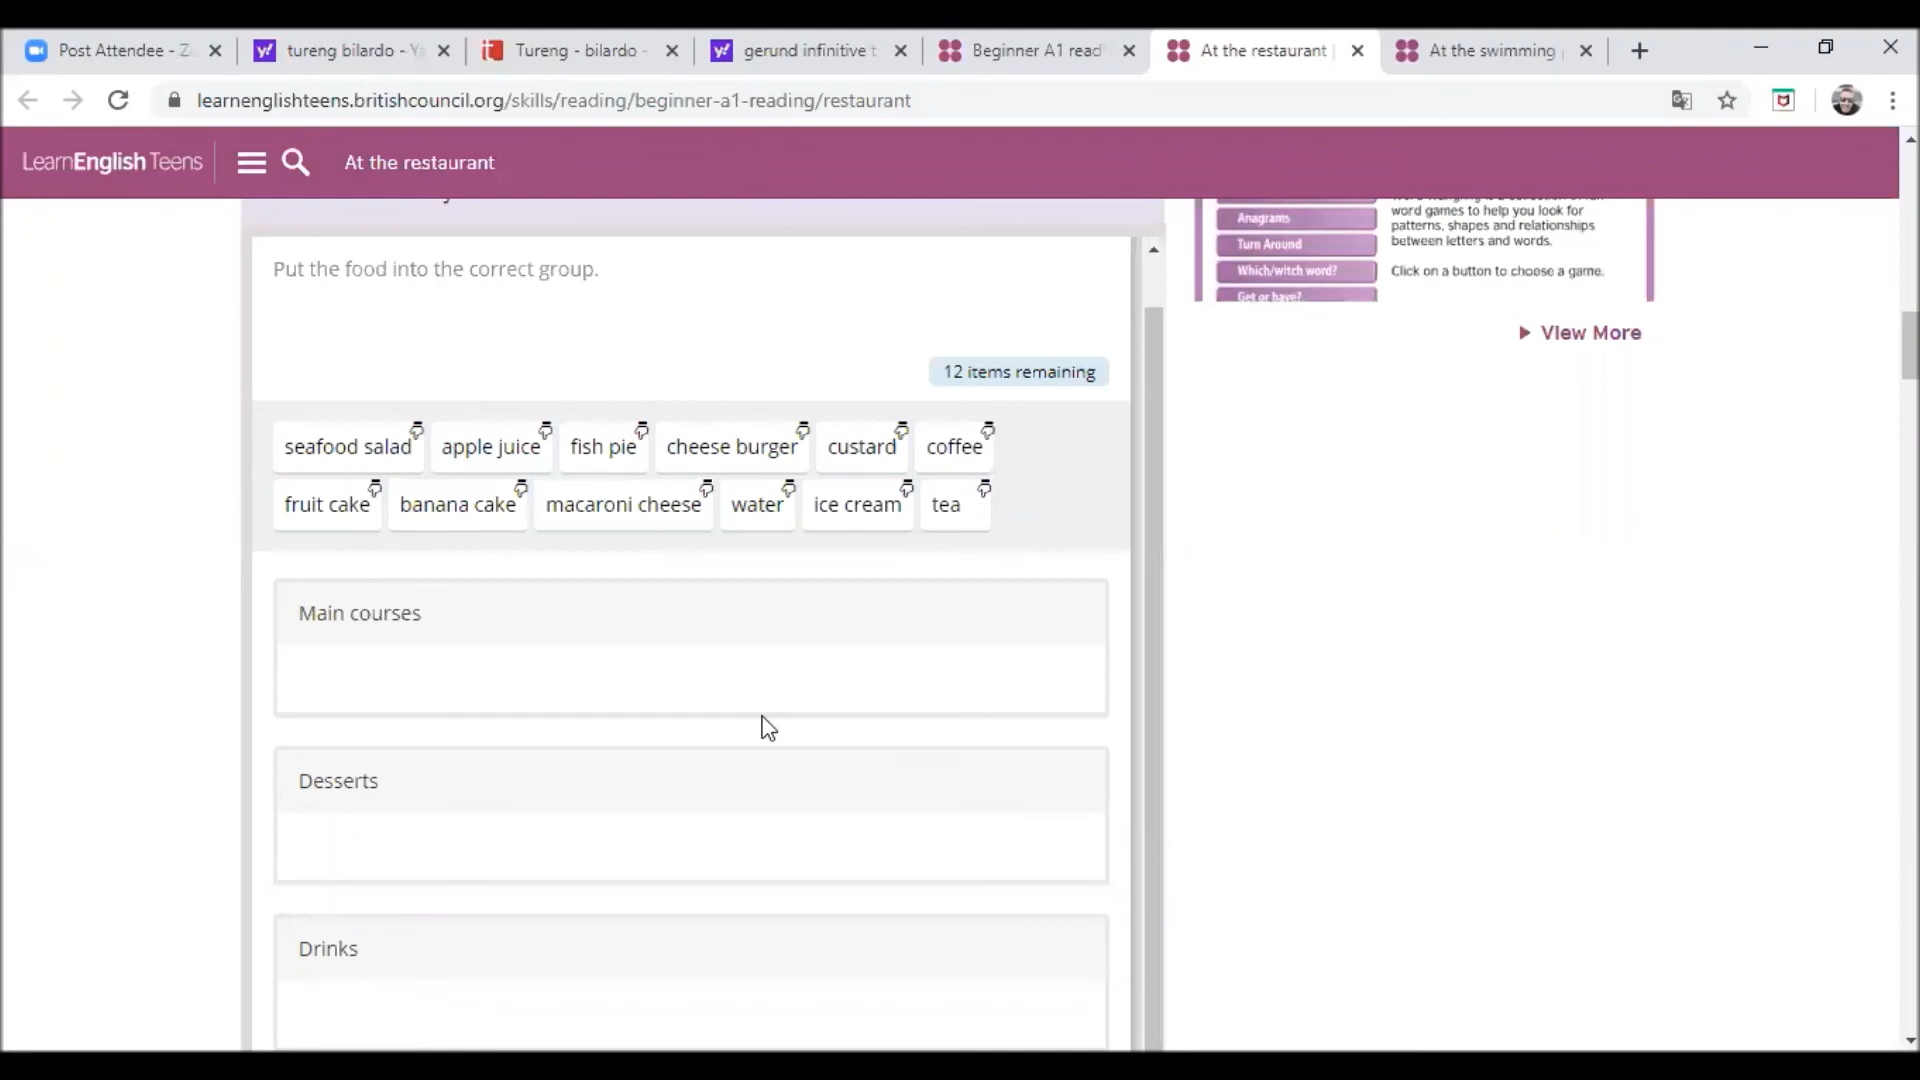 Post Attendee - Z
tureng bilardo - Ya
Tureng - bilardo -
gerund infinitive t
Beginner A1 read
At the restaurant
At the swimming
learnenglishteens.britishcouncil.org/skills/reading/beginner-a1-reading/restaurant
LearnEnglish Teens
At the restaurant
Put the food into the correct group.
12 items remaining
seafood salad apple juice fish pie cheese burger custard coffee
fruit cake banana cake macaroni cheese water ice cream tea
Main courses
Desserts
Drinks
Anagrams
Turn Around
Which/witch word?
Get or have?
word games to help you look for
patterns, shapes and relationships
between letters and words.
Click on a button to choose a game.
View More